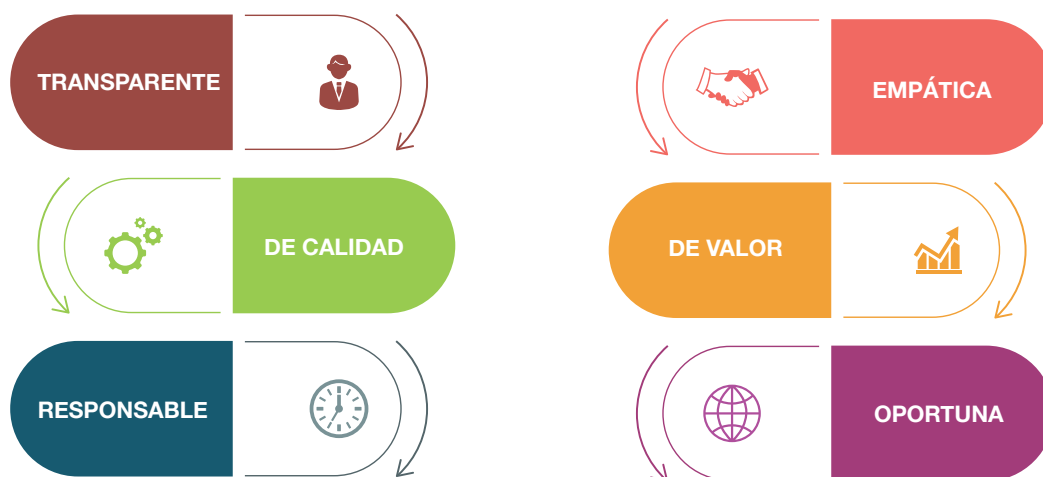 TRANSPARENTE
EMPÁTICA
DE CALIDAD
DE VALOR
RESPONSABLE
OPORTUNA